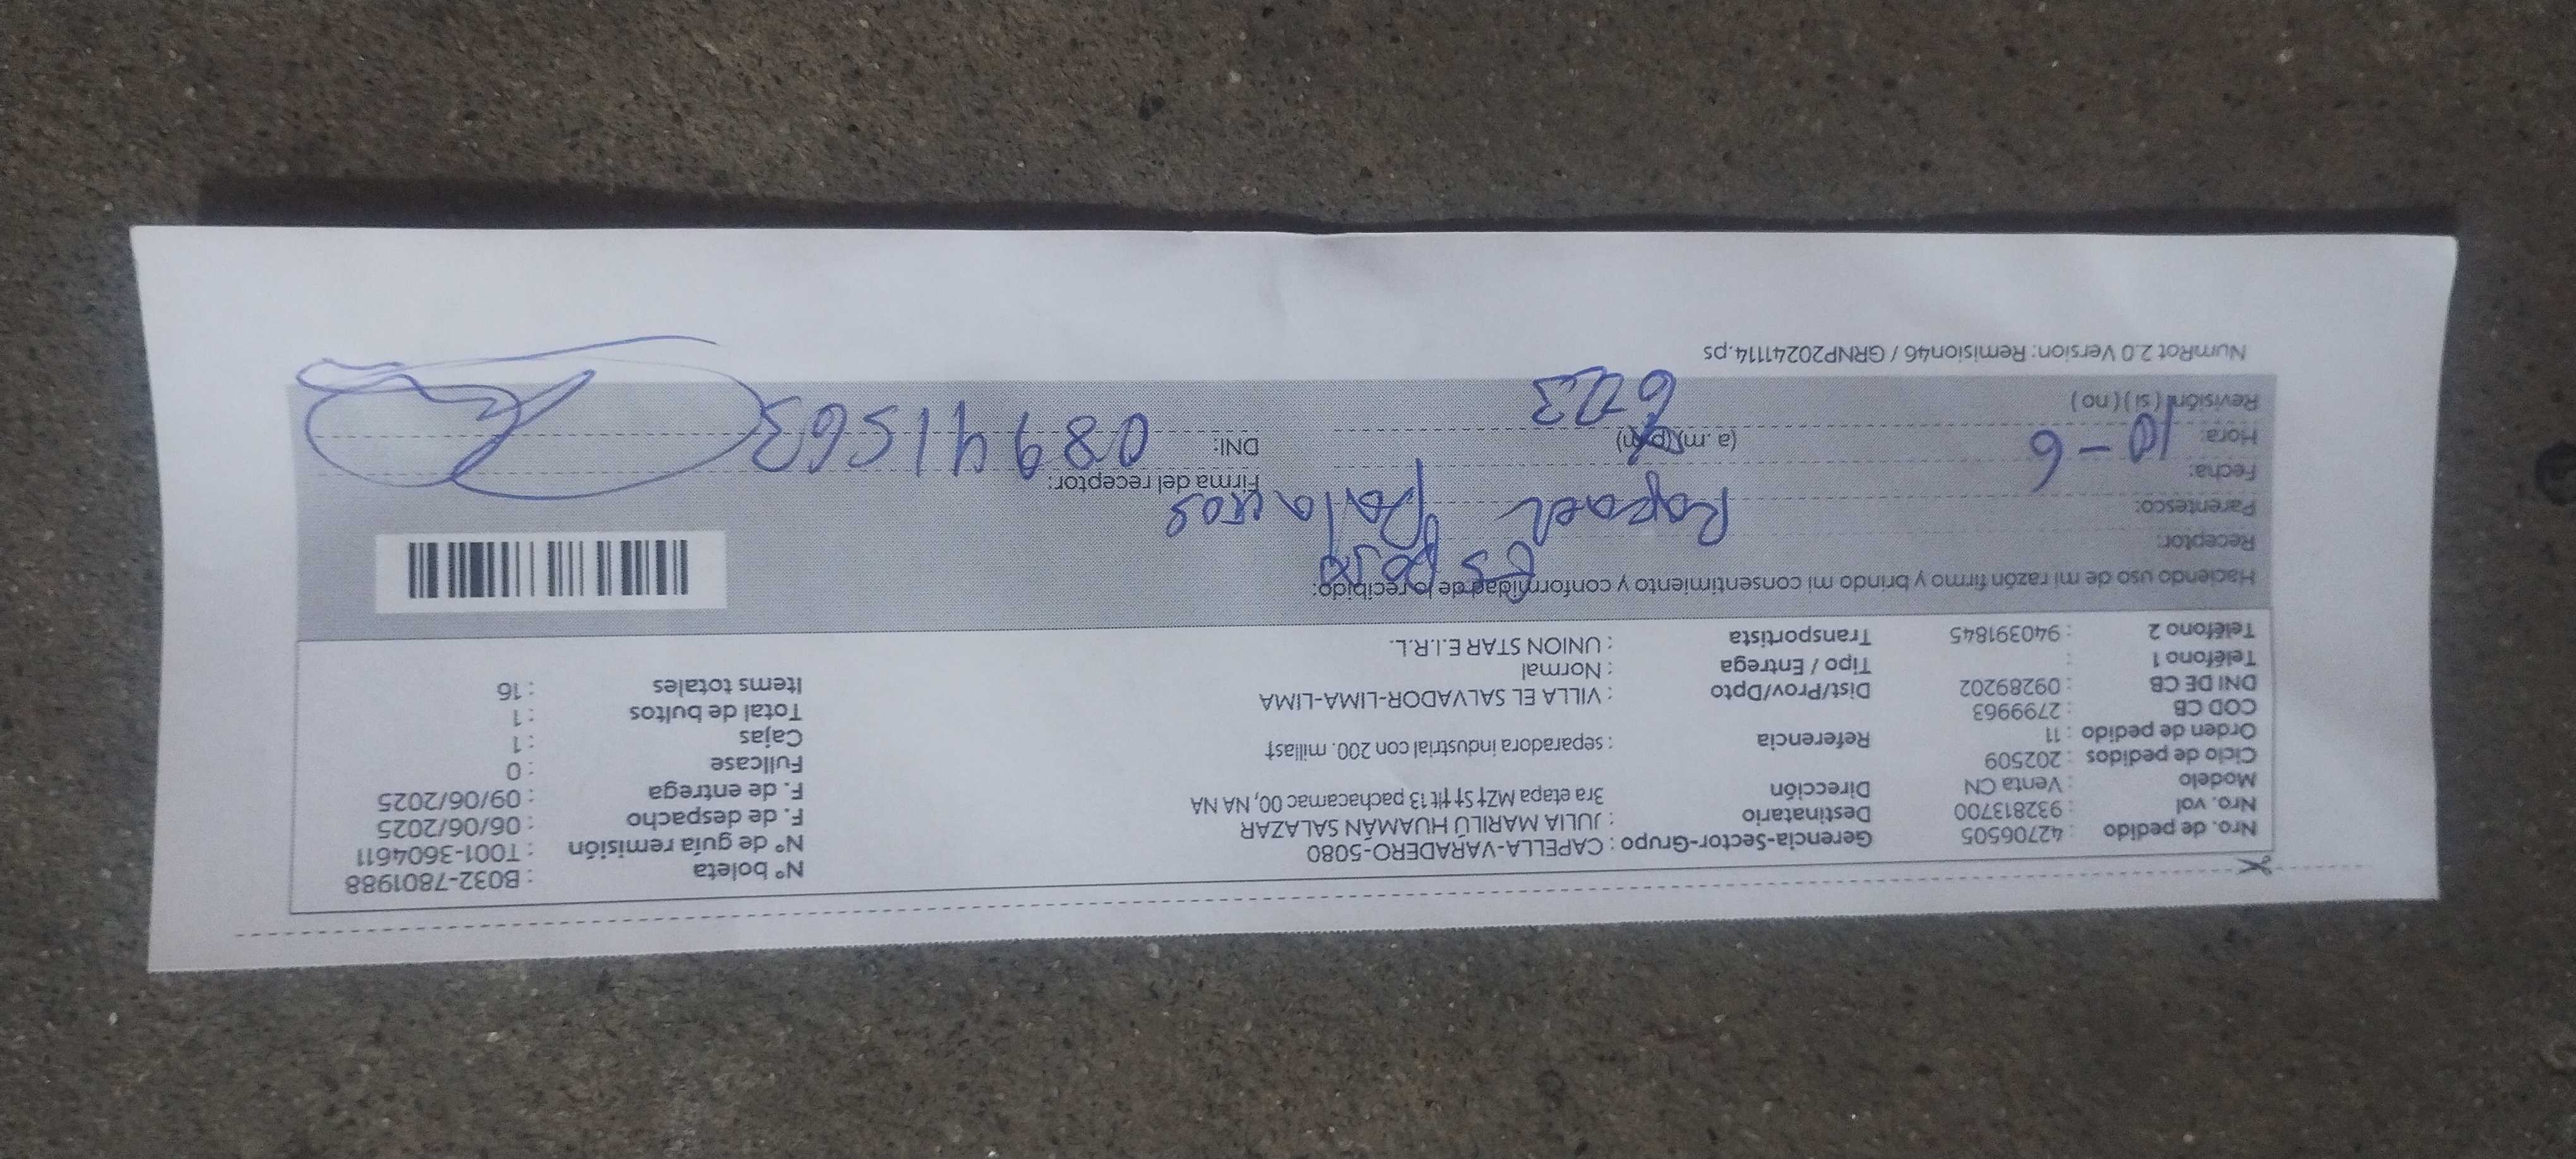 Nro. de pedido : 42706505 Gerencia-Sector-Grupo : CAPELLA-VARADERO-5080 N° boleta : B032-7801988
Nro. vol : 932813700 Destinatario : JULIA MARILÚ HUAMÁN SALAZAR N° de guía remisión : T001-3604611
Modelo : Venta CN Dirección 3ra etapa MZ† S† ƒlt 13 pachacamac 00, NA NA F. de despacho : 06/06/2025
Ciclo de pedidos : 202509 F. de entrega : 09/06/2025
Orden de pedido : 11 Referencia : separadora industrial con 200. millas† Fullcase : 0
COD CB : 2799963 Cajas : 1
DNI DE CB : 09289202 Dist/Prov/Dpto : VILLA EL SALVADOR-LIMA-LIMA Total de bultos : 1
Teléfono 1 : Tipo / Entrega : Normal Items totales : 16
Teléfono 2 : 940391845 Transportista : UNION STAR E.I.R.L.
Haciendo uso de mi razón firmo y brindo mi consentimiento y conformidad de lo recibido:
Receptor: Esposo
Parentesco: Rafael
Fecha: 10-6 Firma del receptor:
Hora: (a.m) (p.m) DNI: 08941563
Revisión: ( si ) ( no )
NumRot 2.0 Version: Remision46 / GRNP20241114.ps